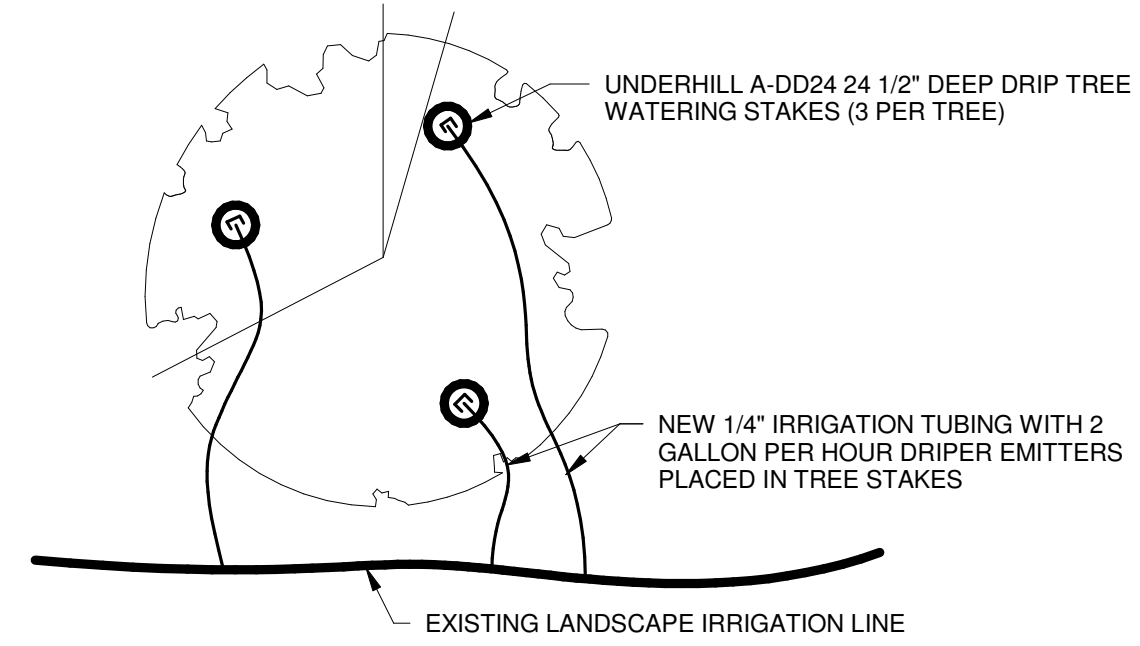 UNDERHILL A-DD24 24 1/2" DEEP DRIP TREE
WATERING STAKES (3 PER TREE)
NEW 1/4" IRRIGATION TUBING WITH 2
GALLON PER HOUR DRIPER EMITTERS
PLACED IN TREE STAKES
EXISTING LANDSCAPE IRRIGATION LINE